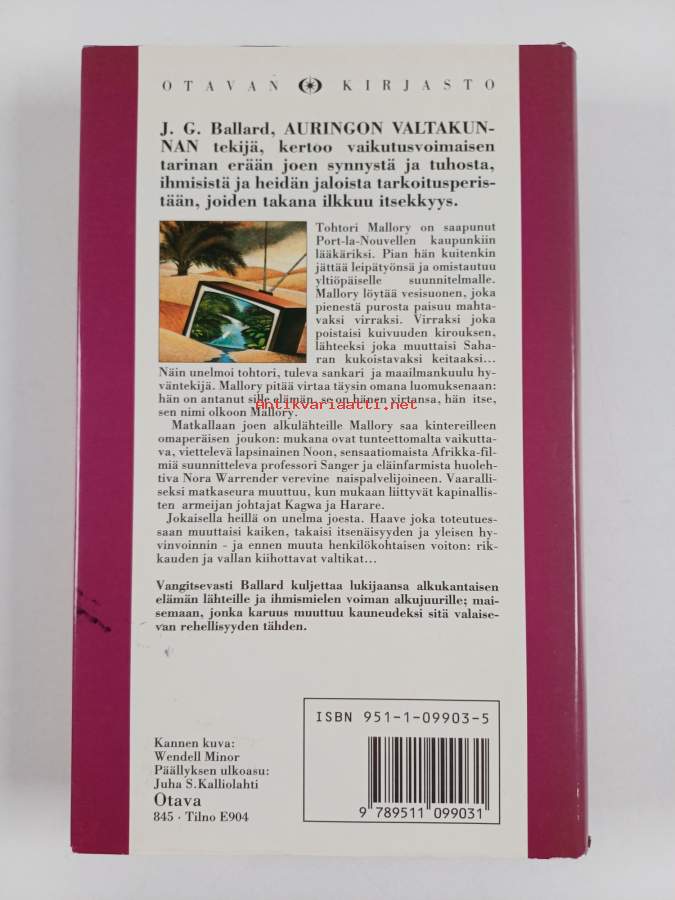 OTAVAN KIRJASTO
J. G. Ballard, AURINGON VALTAKUN-
NAN tekijä, kertoo vaikutusvoimaisen
tarinan erään joen synnystä ja tuhosta,
ihmisistä ja heidän jaloista tarkoitusperis-
tään, joiden takana ilkkuu itsekkyys.
Tohtori Mallory on saapunut
Port-la-Nouvellen kaupunkiin
lääkäriksi. Pian hän kuitenkin
jättää leipätyönsä ja omistautuu
yltiöpäiselle suunnitelmalle.
Mallory löytää vesisuonen, joka
pienestä purosta paisuu mahta-
vaksi virraksi. Virraksi joka
poistaisi kuivuuden kirouksen,
lähteeksi joka muuttaisi Saha-
ran kukoistavaksi keitaaksi...
Näin unelmoi tohtori, tuleva sankari ja maailmankuulu hy-
väntekijä. Mallory pitää virtaa täysin omana luomuksenaan:
hän on antanut sille elämän, se on hänen virtansa, hän itse,
sen nimi olkoon Mallory.
Antikvariaatti.net
Matkallaan joen alkulähteille Mallory saa kintereilleen
omaperäisen joukon: mukana ovat tunteettomalta vaikutta-
va, viettelevä lapsinainen Noon, sensaatiomaista Afrikka-fil-
miä suunnitteleva professori Sanger ja eläinfarmista huoleh-
tiva Nora Warrender verevine naispalvelijoineen. Vaaralli-
seksi matkaseura muuttuu, kun mukaan liittyvät kapinallis-
ten armeijan johtajat Kagwa ja Harare.
Jokaisella heillä on unelma joesta. Haave joka toteutues-
saan muuttaisi kaiken, takaisi itsenäisyyden ja yleisen hy-
vinvoinnin - ja ennen muuta henkilökohtaisen voiton: rik-
kauden ja vallan kiihottavat valtikat...
Vangitsevasti Ballard kuljettaa lukijaansa alkukantaisen
elämän lähteille ja ihmismielen voiman alkujuurille; mai-
semaan, jonka karuus muuttuu kauneudeksi sitä valaise-
van rehellisyyden tähden.
ISBN 951-1-09903-5
9 789511 099031
Kannen kuva:
Wendell Minor
Päällyksen ulkoasu:
Juha S.Kalliolahti
Otava
845 · Tilno E904